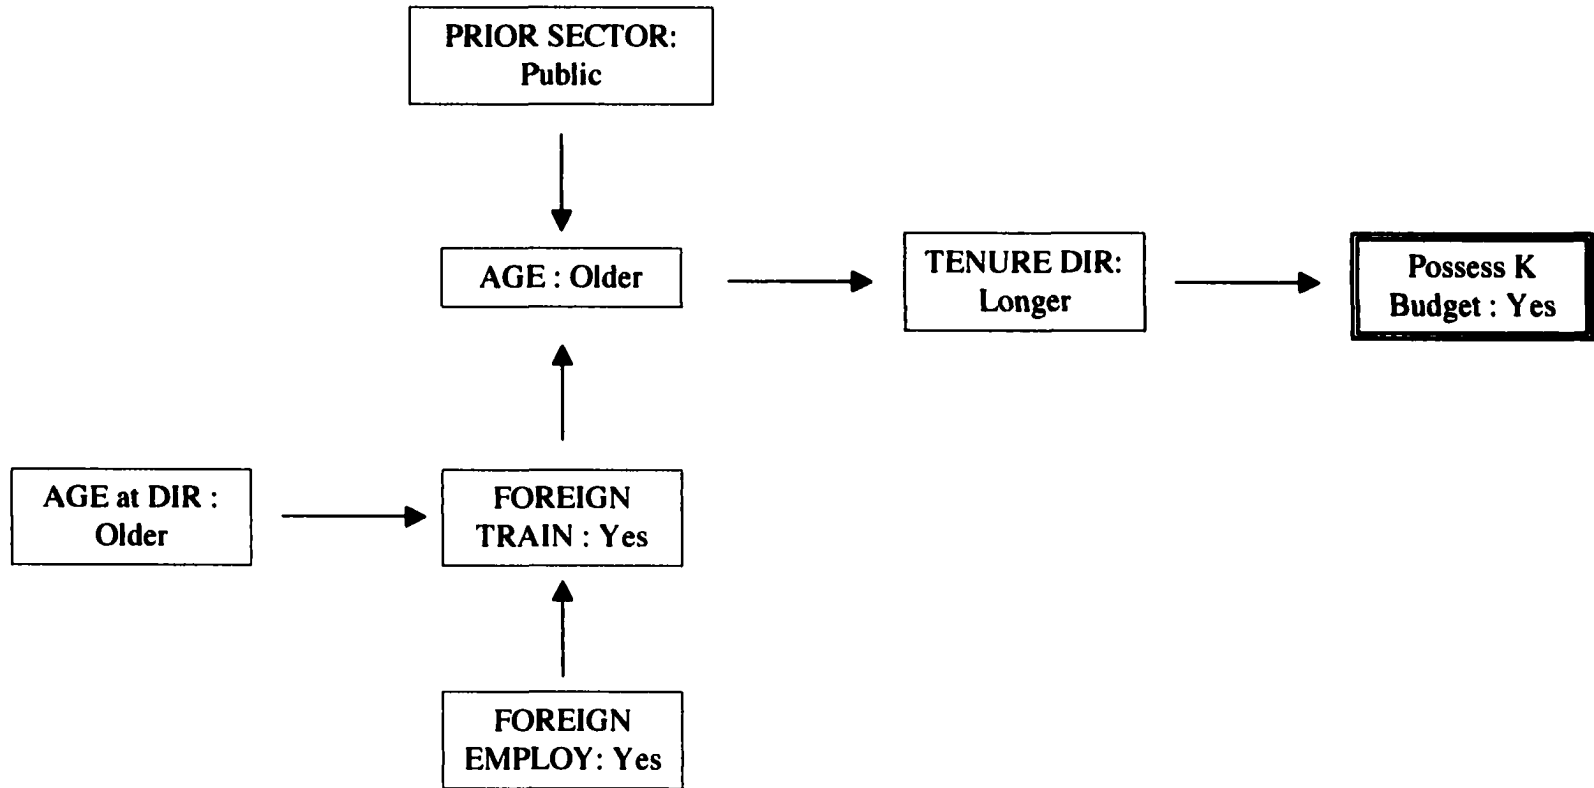 PRIOR SECTOR:
Public
AGE : Older
TENURE DIR:
Longer
Possess K
Budget : Yes
AGE at DIR :
Older
FOREIGN
TRAIN : Yes
FOREIGN
EMPLOY: Yes